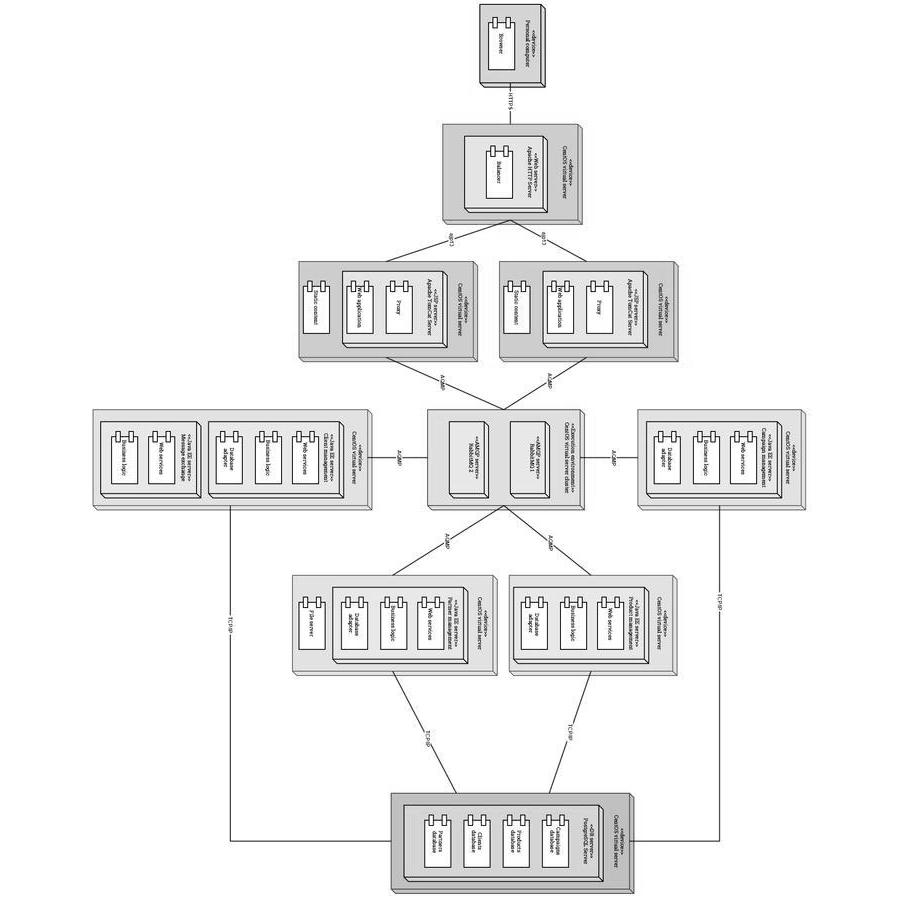 <<device>>
Personal computer
Browser
HTTPS
<<device>>
CentOS virtual server
<<Web server>>
Apache HTTP Server
Balancer
ajp13
ajp13
<<device>>
CentOS virtual server
<<JSP server>>
Apache TomCat Server
Proxy
Web application
Static content
<<device>>
CentOS virtual server
<<JSP server>>
Apache TomCat Server
Proxy
Web application
Static content
AQMP
AQMP
<<device>>
CentOS virtual server
<<Java EE server>>
Campaign management
Web services
Business logic
Database
adapter
AQMP
<<Execution environment>>
CentOS virtual server cluster
<<AMQP server>>
RabbitMQ 1
<<AMQP server>>
RabbitMQ 2
AQMP
<<device>>
CentOS virtual server
<<Java EE server>>
Client management
Web services
Business logic
Database
adapter
<<Java EE server>>
Message exchange
Web services
Business logic
AQMP
AQMP
<<device>>
CentOS virtual server
<<Java EE server>>
Product management
Web services
Business logic
Database
adapter
<<device>>
CentOS virtual server
<<Java EE server>>
Partner management
Web services
Business logic
Database
adapter
File server
TCP\IP
TCP\IP
TCP\IP
TCP\IP
<<device>>
CentOS virtual server
<<DB server>>
PostgreSQL Server
Campaigns
database
Products
database
Clients
database
Partners
database